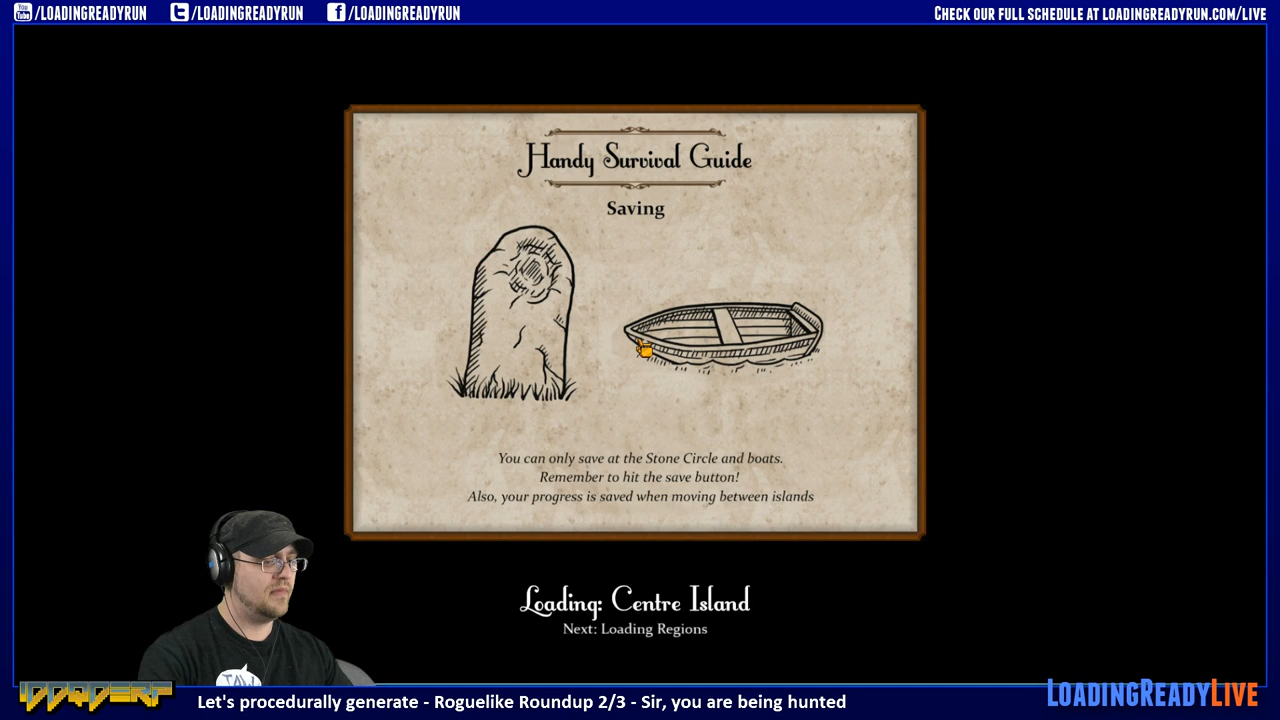 You Tube /LOADINGREADYRUN /LOADINGREADYRUN f /LOADINGREADYRUN CHECK OUR FULL SCHEDULE AT LOADINGREADYRUN.COM/LIVE
Handy Survival Guide
Saving
You can only save at the Stone Circle and boats.
Remember to hit the save button!
Also, your progress is saved when moving between islands
Loading: Centre Island
Next: Loading Regions
IDDQDERP Let's procedurally generate - Roguelike Roundup 2/3 - Sir, you are being hunted LOADINGREADYLIVE